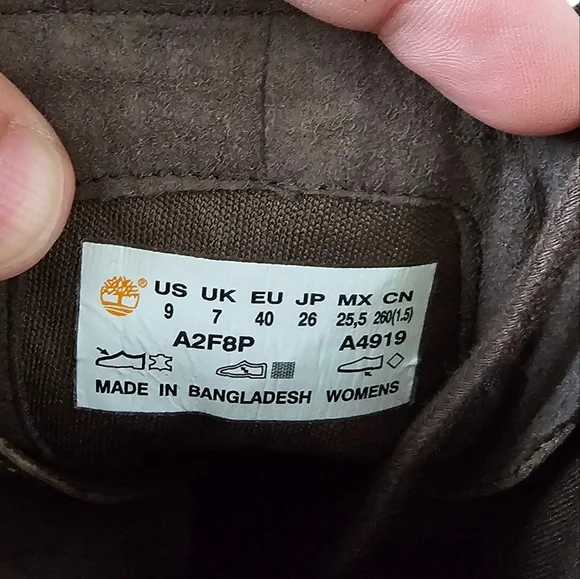 US UK EU JP MX CN
9 7 40 26 25,5 260(1.5)
A2F8P A4919
MADE IN BANGLADESH WOMENS